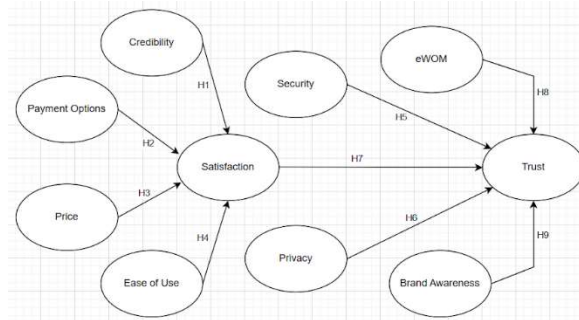 Credibility
eWOM
Security
H1
H8
Payment Options
H5
H2
Satisfaction
H7
Trust
H3
Price
H6
H4
H9
Privacy
Ease of Use
Brand Awareness